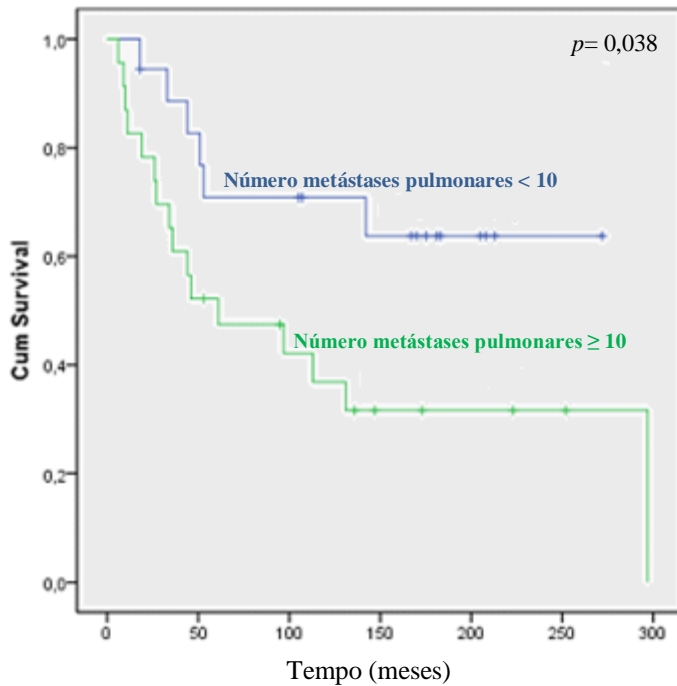 p= 0,038
1,0
0,8
0,6
0,4
0,2
0,0
Cum Survival
Número metástases pulmonares < 10
Número metástases pulmonares ≥ 10
0
50
100
150
200
250
300
Tempo (meses)